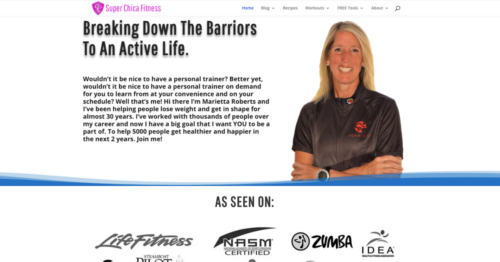 Super Chica Fitness
Home Blog Recipes Workouts FREE Tools About
Breaking Down The Barriors
To An Active Life.
Wouldn't it be nice to have a personal trainer? Better yet,
wouldn't it be nice to have a personal trainer on demand
for you to learn from at your convenience and on your
schedule? Well that's me! Hi there I'm Marietta Roberts and
I've been helping people lose weight and get in shape for
almost 30 years. I've worked with thousands of people over
my career and now I have a big goal that I want YOU to be a
part of. To help 5000 people get healthier and happier in
the next 2 years. Join me!
AS SEEN ON:
LifeFitness
NASM
CERTIFIED
ZUMBA
IDEA
STEAMBOAT
PILOT